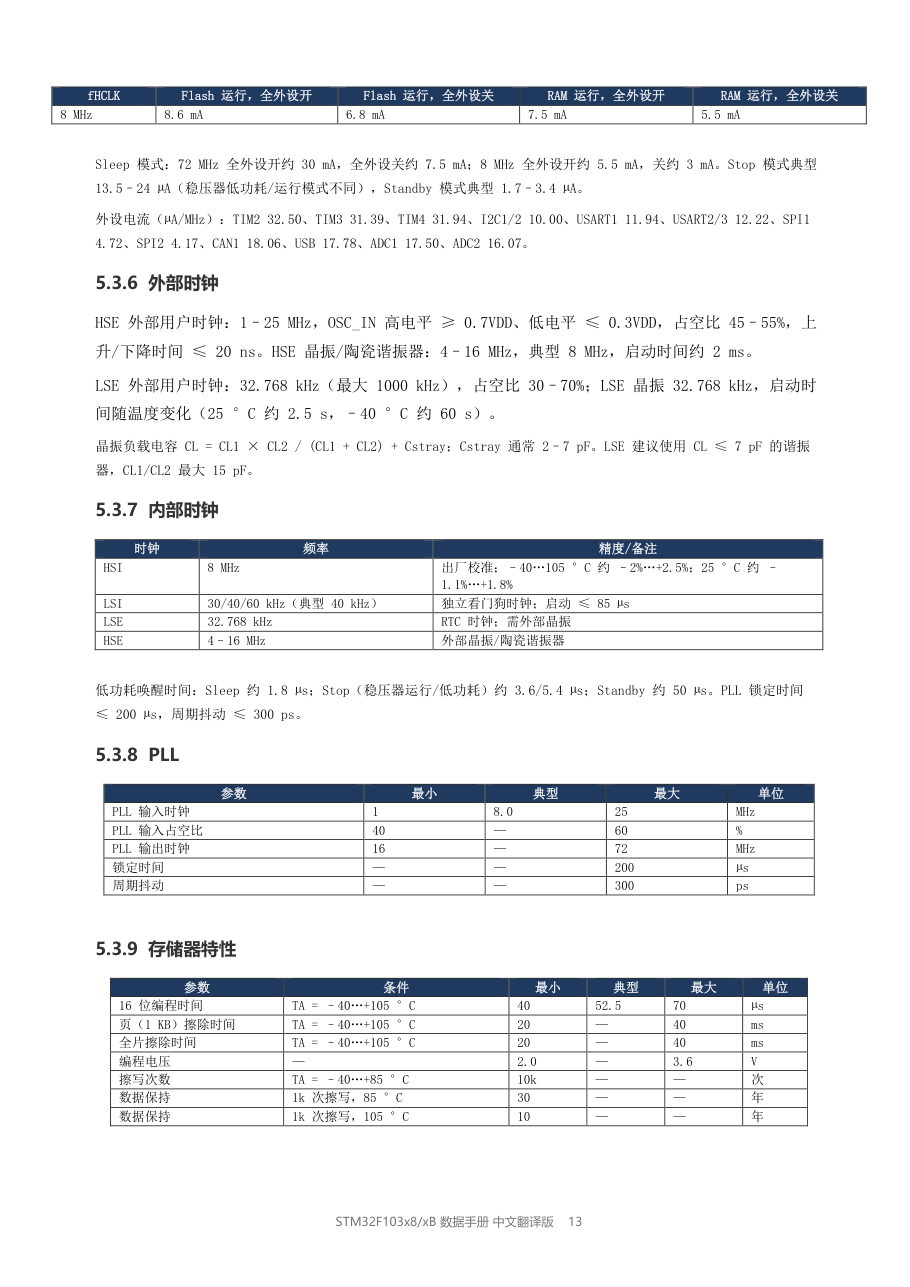 fHCLK Flash 运行，全外设开 Flash 运行，全外设关 RAM 运行，全外设开 RAM 运行，全外设关
8 MHz 8.6 mA 6.8 mA 7.5 mA 5.5 mA
Sleep 模式：72 MHz 全外设开约 30 mA，全外设关约 7.5 mA；8 MHz 全外设开约 5.5 mA，关约 3 mA。Stop 模式典型
13.5–24 μA（稳压器低功耗/运行模式不同），Standby 模式典型 1.7–3.4 μA。
外设电流（μA/MHz）：TIM2 32.50、TIM3 31.39、TIM4 31.94、I2C1/2 10.00、USART1 11.94、USART2/3 12.22、SPI1
4.72、SPI2 4.17、CAN1 18.06、USB 17.78、ADC1 17.50、ADC2 16.07。
5.3.6 外部时钟
HSE 外部用户时钟：1–25 MHz，OSC_IN 高电平 ≥ 0.7VDD、低电平 ≤ 0.3VDD，占空比 45–55%，上
升/下降时间 ≤ 20 ns。HSE 晶振/陶瓷谐振器：4–16 MHz，典型 8 MHz，启动时间约 2 ms。
LSE 外部用户时钟：32.768 kHz（最大 1000 kHz），占空比 30–70%；LSE 晶振 32.768 kHz，启动时
间随温度变化（25 °C 约 2.5 s，–40 °C 约 60 s）。
晶振负载电容 CL = CL1 × CL2 / (CL1 + CL2) + Cstray；Cstray 通常 2–7 pF。LSE 建议使用 CL ≤ 7 pF 的谐振
器，CL1/CL2 最大 15 pF。
5.3.7 内部时钟
时钟 频率 精度/备注
HSI 8 MHz 出厂校准；–40…105 °C 约 –2%…+2.5%；25 °C 约 –
1.1%…+1.8%
LSI 30/40/60 kHz（典型 40 kHz） 独立看门狗时钟；启动 ≤ 85 μs
LSE 32.768 kHz RTC 时钟；需外部晶振
HSE 4–16 MHz 外部晶振/陶瓷谐振器
低功耗唤醒时间：Sleep 约 1.8 μs；Stop（稳压器运行/低功耗）约 3.6/5.4 μs；Standby 约 50 μs。PLL 锁定时间
≤ 200 μs，周期抖动 ≤ 300 ps。
5.3.8 PLL
参数 最小 典型 最大 单位
PLL 输入时钟 1 8.0 25 MHz
PLL 输入占空比 40 — 60 %
PLL 输出时钟 16 — 72 MHz
锁定时间 — — 200 μs
周期抖动 — — 300 ps
5.3.9 存储器特性
参数 条件 最小 典型 最大 单位
16 位编程时间 TA = –40…+105 °C 40 52.5 70 μs
页（1 KB）擦除时间 TA = –40…+105 °C 20 — 40 ms
全片擦除时间 TA = –40…+105 °C 20 — 40 ms
编程电压 — 2.0 — 3.6 V
擦写次数 TA = –40…+85 °C 10k — — 次
数据保持 1k 次擦写，85 °C 30 — — 年
数据保持 1k 次擦写，105 °C 10 — — 年
STM32F103x8/xB 数据手册 中文翻译版 13